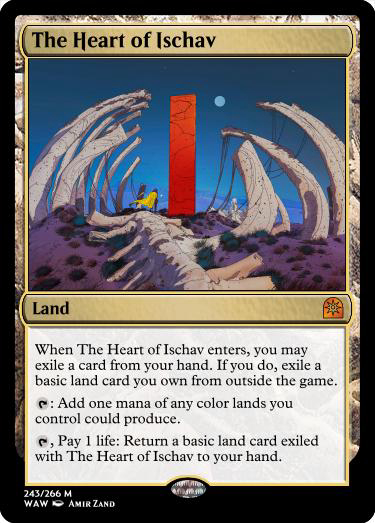 The Heart of Ischav
Land
When The Heart of Ischav enters, you may
exile a card from your hand. If you do, exile a
basic land card you own from outside the game.
: Add one mana of any color lands you
control could produce.
, Pay 1 life: Return a basic land card exiled
with The Heart of Ischav to your hand.
243/266 M
WAW Amir Zand